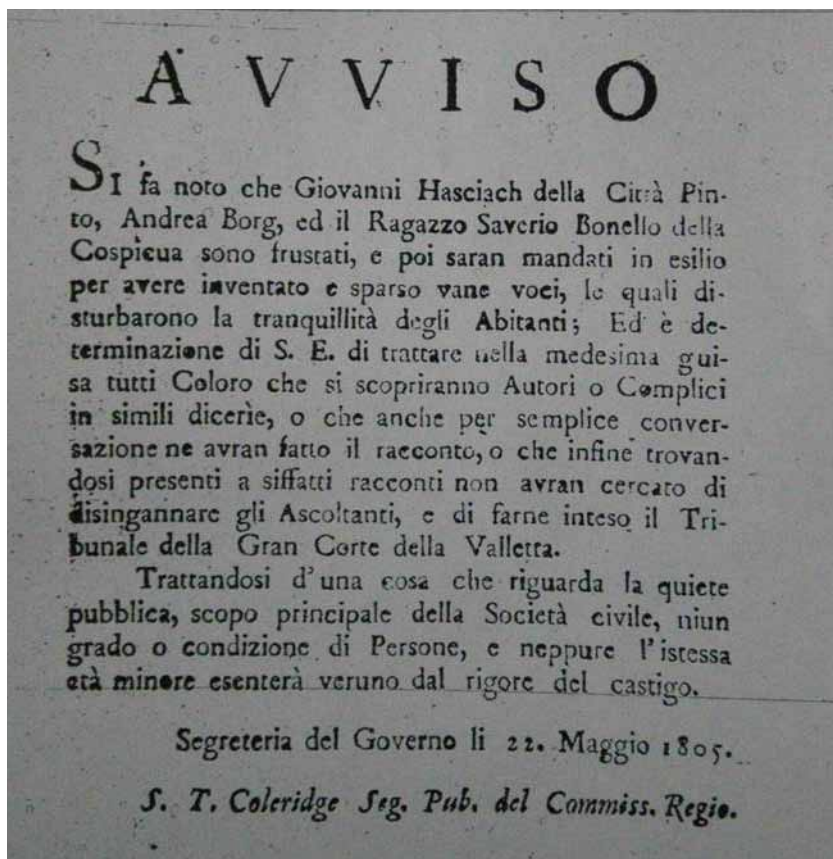 AVVISO
SI fa noto che Giovanni Hasciach della Città Pin-
to, Andrea Borg, ed il Ragazzo Saverio Bonello della
Cospicua sono frustati, e poi saran mandati in esilio
per avere inventato e sparso vane voci, le quali di-
sturbarono la tranquillità degli Abitanti; Ed è de-
terminazione di S. E. di trattare nella medesima gui-
sa tutti Coloro che si scopriranno Autori o Complici
in simili dicerìe, o che anche per semplice conver-
sazione ne avran fatto il racconto, o che infine trovan-
dosi presenti a siffatti racconti non avran cercato di
disingannare gli Ascoltanti, e di farne inteso il Tri-
bunale della Gran Corte della Valletta.
Trattandosi d'una cosa che riguarda la quiete
pubblica, scopo principale della Società civile, niun
grado o condizione di Persone, e neppure l'istessa
età minore esenterà veruno dal rigore del castigo.
Segreteria del Governo li 22. Maggio 1805.
S. T. Coleridge Seg. Pub. del Commiss. Regio.